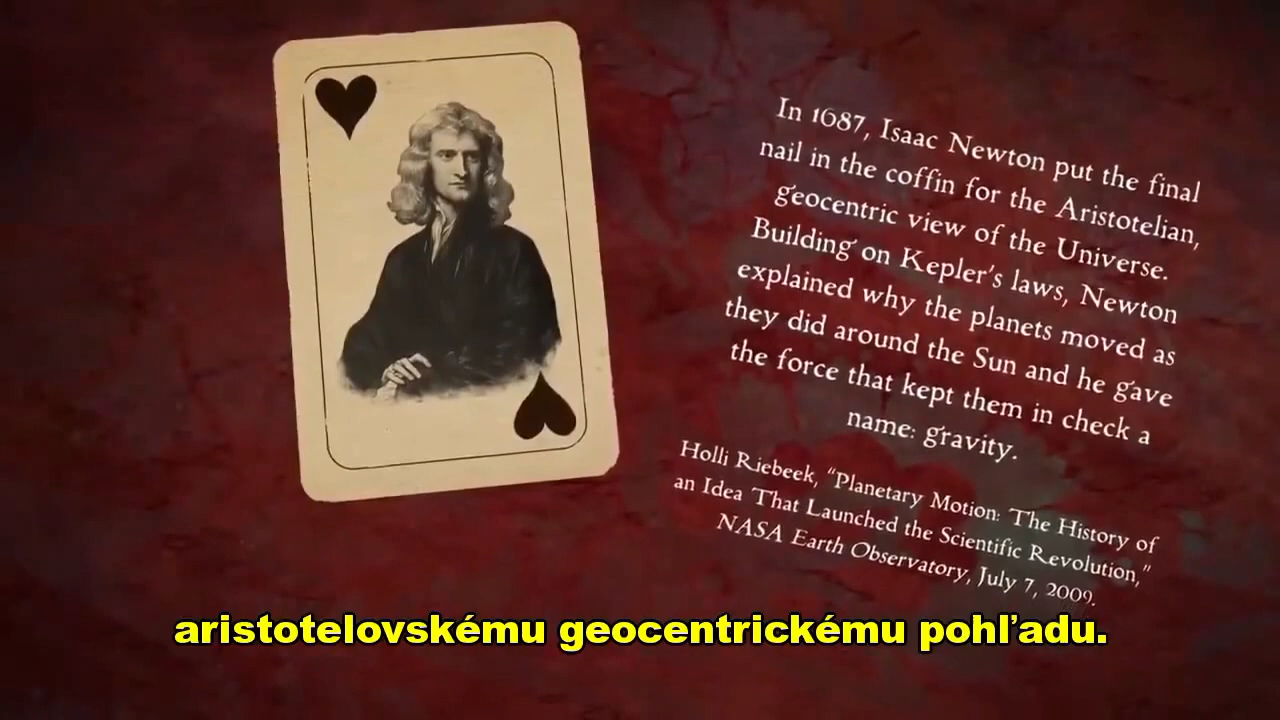 In 1687, Isaac Newton put the final
nail in the coffin for the Aristotelian,
geocentric view of the Universe.
Building on Kepler's laws, Newton
explained why the planets moved as
they did around the Sun and he gave
the force that kept them in check a
name: gravity.
Holli Riebeek, “Planetary Motion: The History of
an Idea That Launched the Scientific Revolution,”
NASA Earth Observatory, July 7, 2009.
aristotelovskému geocentrickému pohľadu.